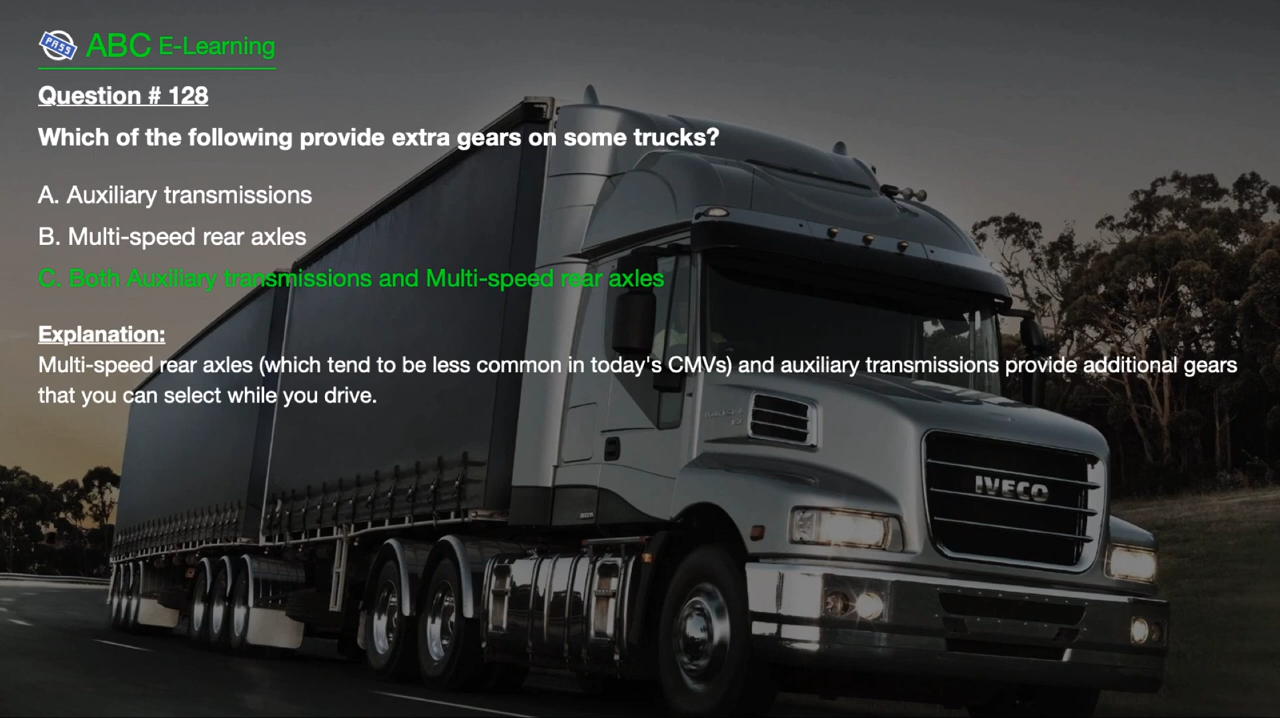 PASS
ABC E-Learning
Question # 128
Which of the following provide extra gears on some trucks?
A. Auxiliary transmissions
B. Multi-speed rear axles
C. Both Auxiliary transmissions and Multi-speed rear axles
Explanation:
Multi-speed rear axles (which tend to be less common in today's CMVs) and auxiliary transmissions provide additional gears
that you can select while you drive.
IVECO